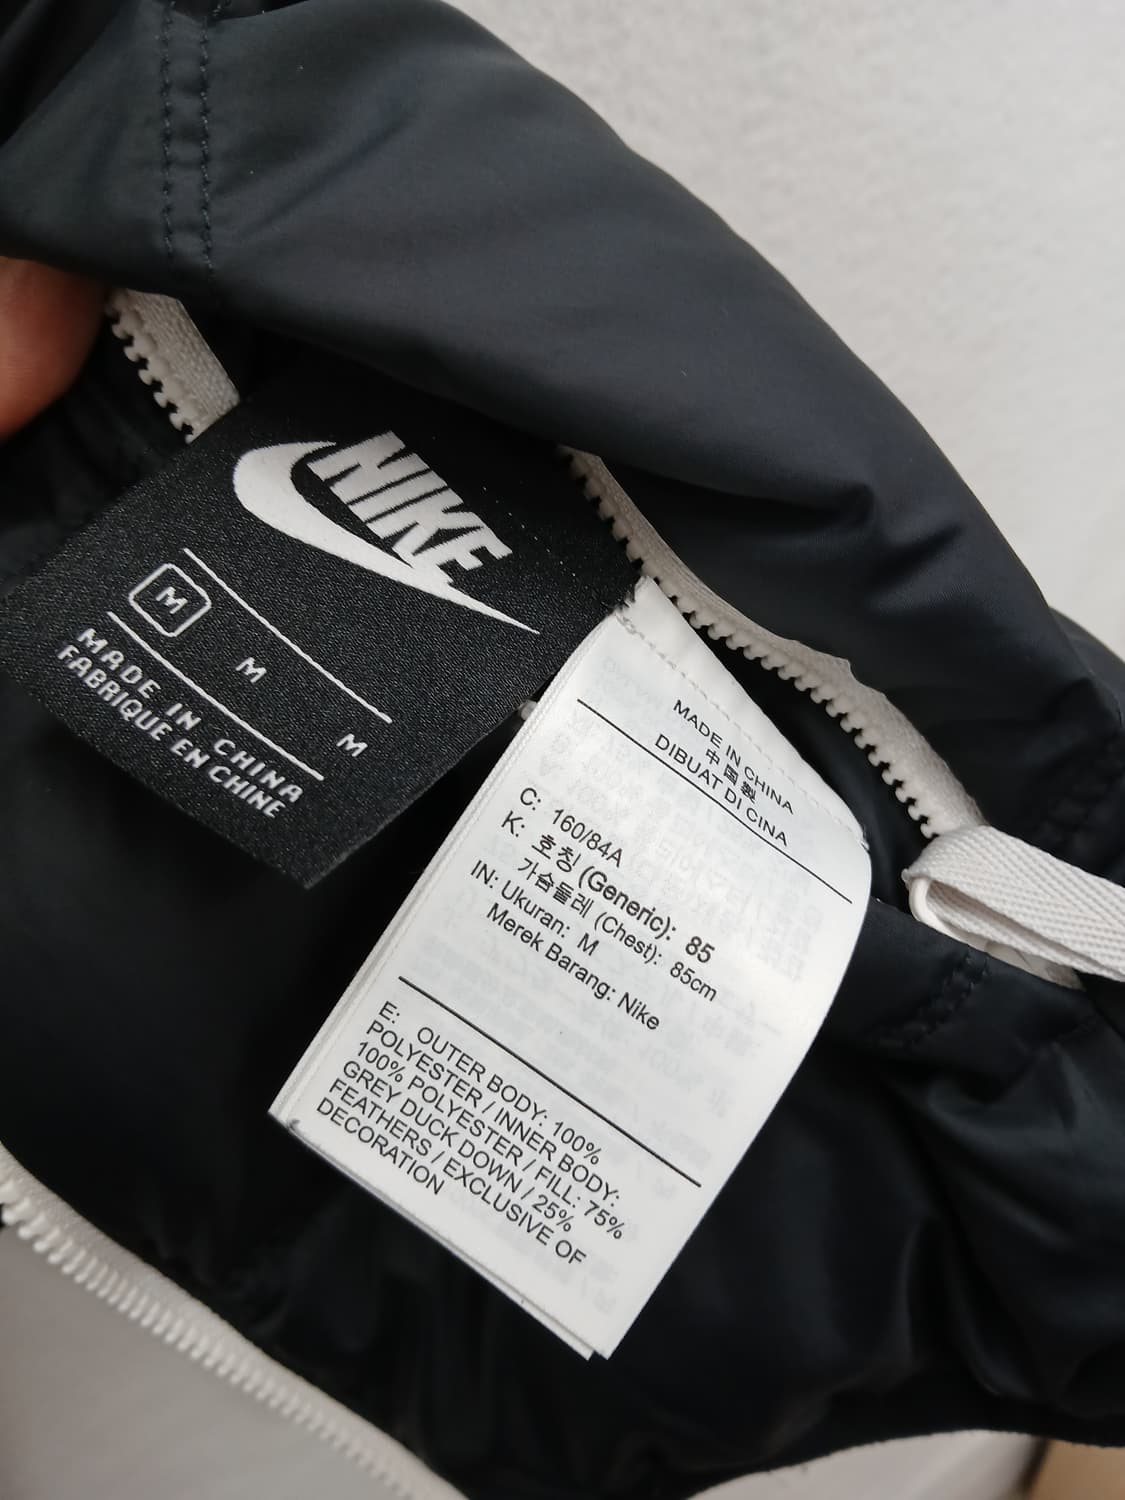 NIKE
M
M
M
MADE IN CHINA
FABRIQUE EN CHINE
MADE IN CHINA
中国製
DIBUAT DI CINA
C: 160/84A
K: 호칭 (Generic): 85
가슴둘레 (Chest): 85cm
IN: Ukuran: M
Merek Barang: Nike
E: OUTER BODY: 100%
POLYESTER / INNER BODY:
100% POLYESTER / FILL: 75%
GREY DUCK DOWN / 25%
FEATHERS / EXCLUSIVE OF
DECORATION